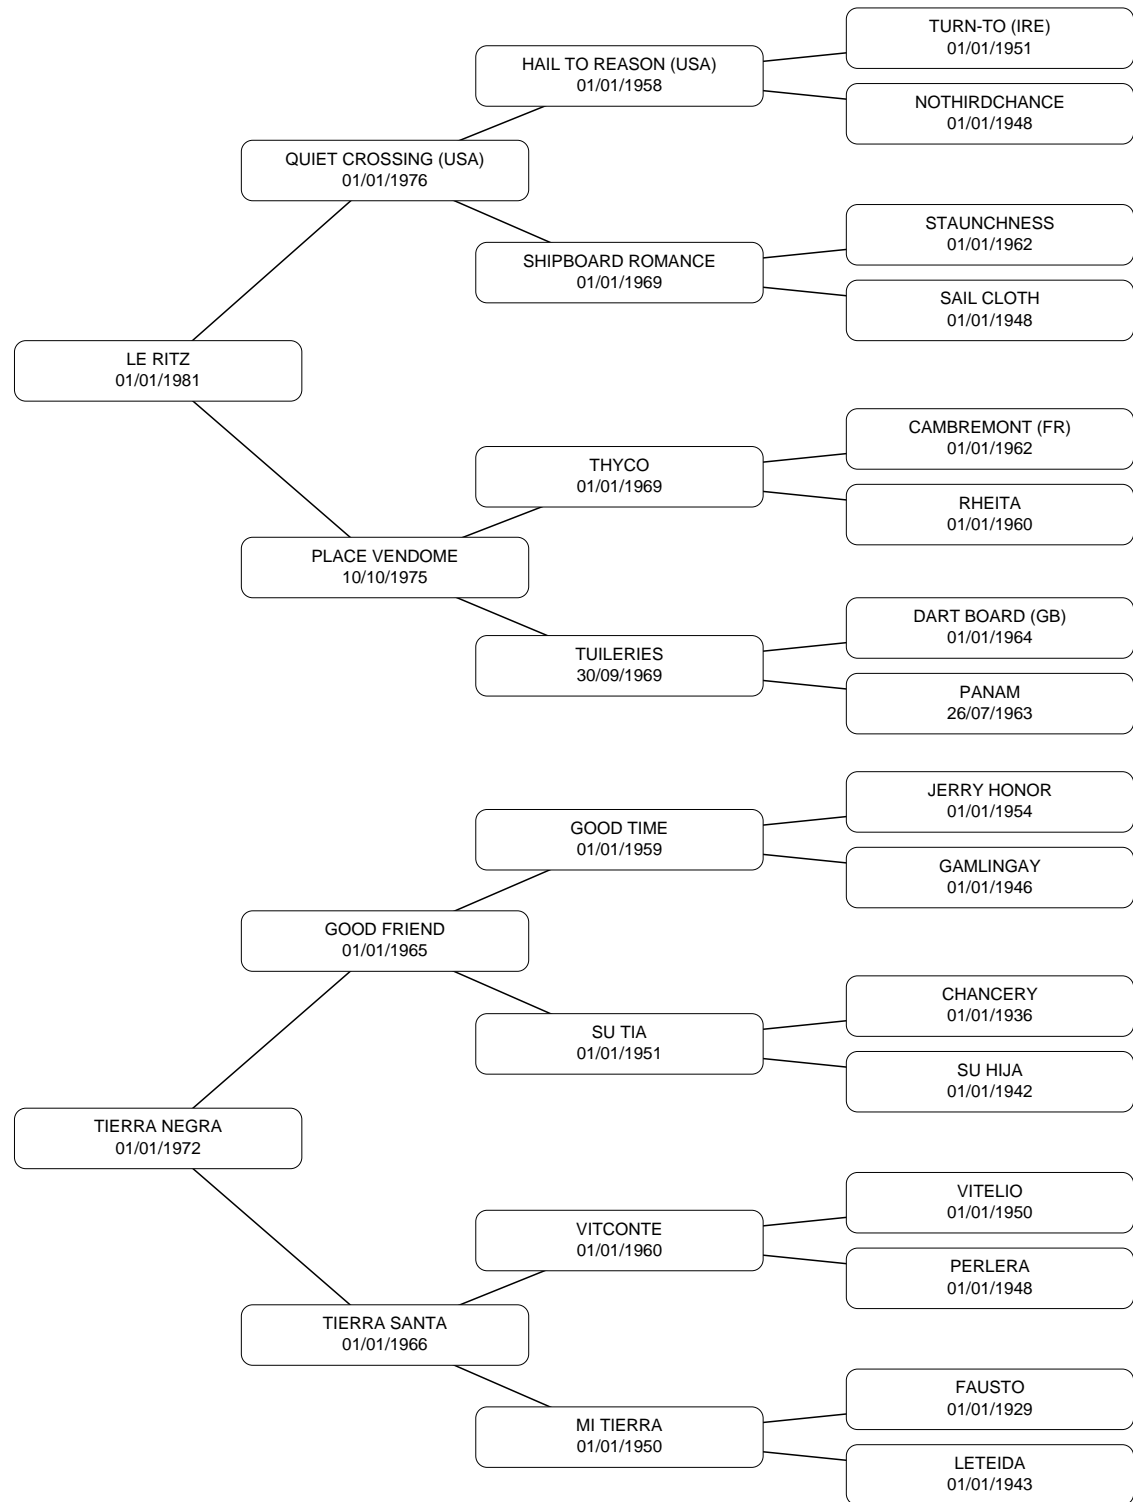 TURN-TO (IRE)
01/01/1951
HAIL TO REASON (USA)
01/01/1958
NOTHIRDCHANCE
01/01/1948
QUIET CROSSING (USA)
01/01/1976
STAUNCHNESS
01/01/1962
SHIPBOARD ROMANCE
01/01/1969
SAIL CLOTH
01/01/1948
LE RITZ
01/01/1981
CAMBREMONT (FR)
01/01/1962
THYCO
01/01/1969
RHEITA
01/01/1960
PLACE VENDOME
10/10/1975
DART BOARD (GB)
01/01/1964
TUILERIES
30/09/1969
PANAM
26/07/1963
JERRY HONOR
01/01/1954
GOOD TIME
01/01/1959
GAMLINGAY
01/01/1946
GOOD FRIEND
01/01/1965
CHANCERY
01/01/1936
SU TIA
01/01/1951
SU HIJA
01/01/1942
TIERRA NEGRA
01/01/1972
VITELIO
01/01/1950
VITCONTE
01/01/1960
PERLERA
01/01/1948
TIERRA SANTA
01/01/1966
FAUSTO
01/01/1929
MI TIERRA
01/01/1950
LETEIDA
01/01/1943